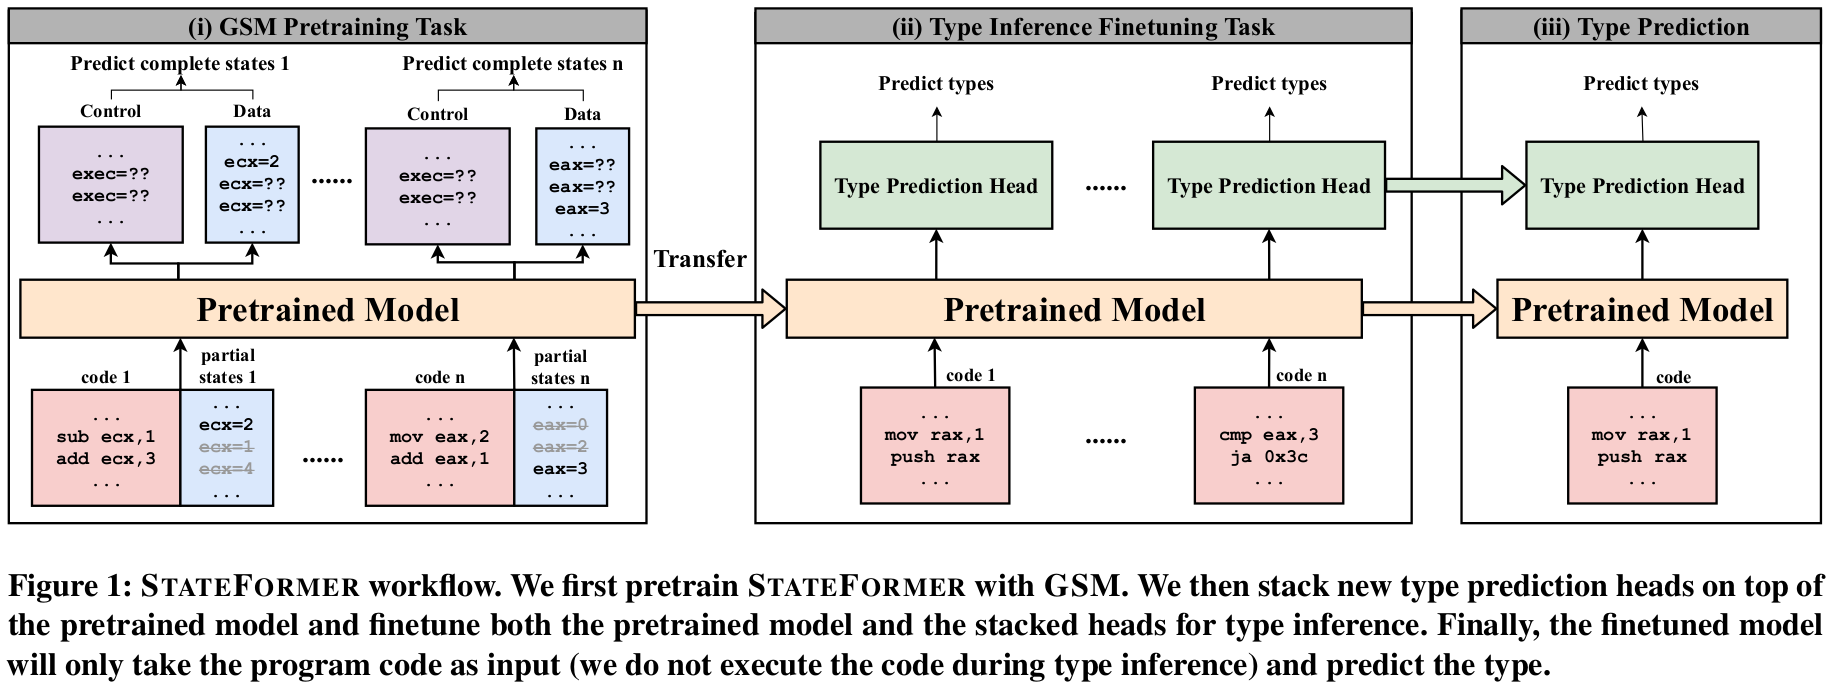 (i) GSM Pretraining Task
Predict complete states 1
Predict complete states n
Control
Data
Control
Data
...
exec=??
exec=??
...
...
ecx=2
ecx=??
ecx=??
...
......
...
exec=??
exec=??
...
...
eax=??
eax=??
eax=3
...
Pretrained Model
code 1
partial
states 1
code n
partial
states n
...
sub ecx,1
add ecx,3
...
...
ecx=2
ecx=1
ecx=4
...
......
...
mov eax,2
add eax,1
...
...
eax=0
eax=2
eax=3
...
Transfer
(ii) Type Inference Finetuning Task
Predict types
Predict types
Type Prediction Head
......
Type Prediction Head
Pretrained Model
code 1
code n
...
mov rax,1
push rax
...
......
...
cmp eax,3
ja 0x3c
...
(iii) Type Prediction
Predict types
Type Prediction Head
Pretrained Model
code
...
mov rax,1
push rax
...
Figure 1: STATEFORMER workflow. We first pretrain STATEFORMER with GSM. We then stack new type prediction heads on top of
the pretrained model and finetune both the pretrained model and the stacked heads for type inference. Finally, the finetuned model
will only take the program code as input (we do not execute the code during type inference) and predict the type.